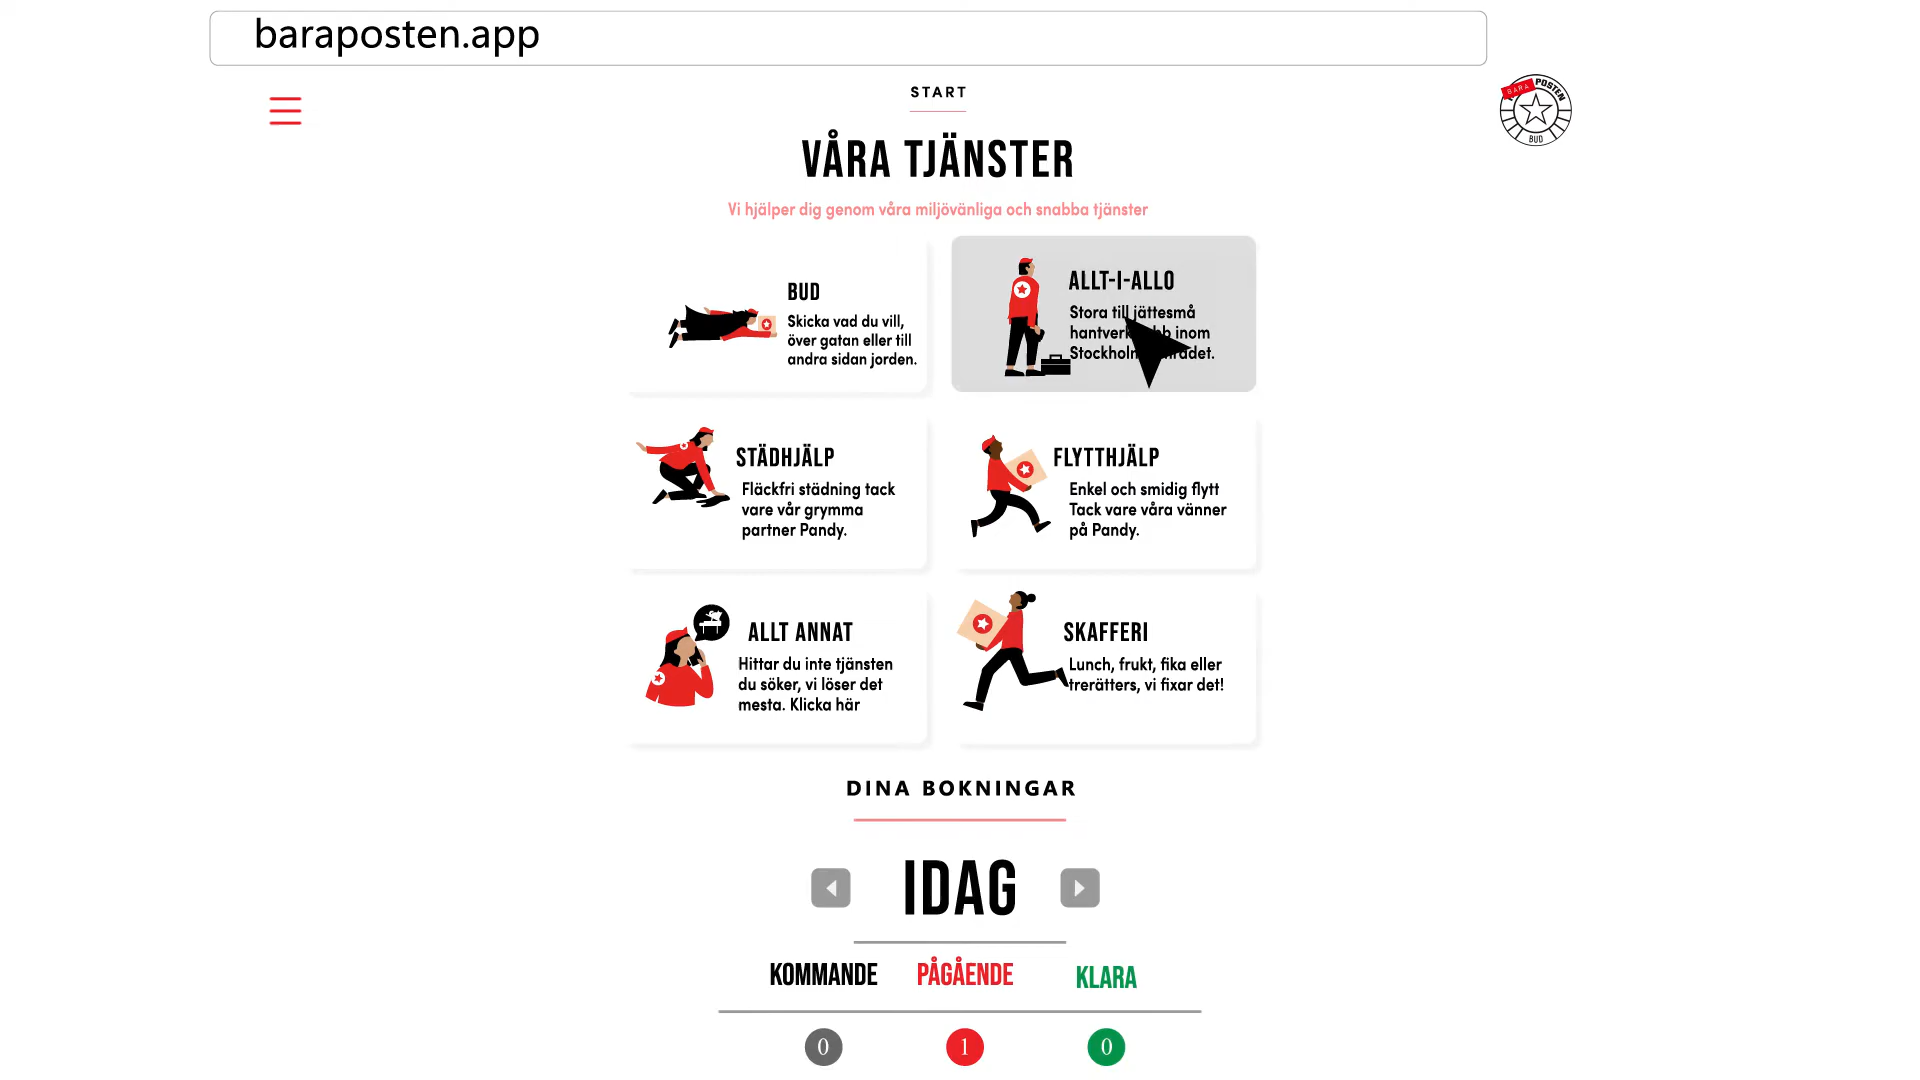 baraposten.app
START
BARA POSTEN
BUD
VÅRA TJÄNSTER
Vi hjälper dig genom våra miljövänliga och snabba tjänster
BUD
Skicka vad du vill,
över gatan eller till
andra sidan jorden.
ALLT-I-ALLO
Stora till jättesmå
inom
STÄDHJÄLP
Fläckfri städning tack
vare vår grymma
partner Pandy.
FLYTTHJÄLP
Enkel och smidig flytt
Tack vare våra vänner
på Pandy.
ALLT ANNAT
Hittar du inte tjänsten
du söker, vi löser det
mesta. Klicka här
SKAFFERI
Lunch, frukt, fika eller
trerätters, vi fixar det!
DINA BOKNINGAR
IDAG
KOMMANDE PÅGÅENDE KLARA
0 1 0